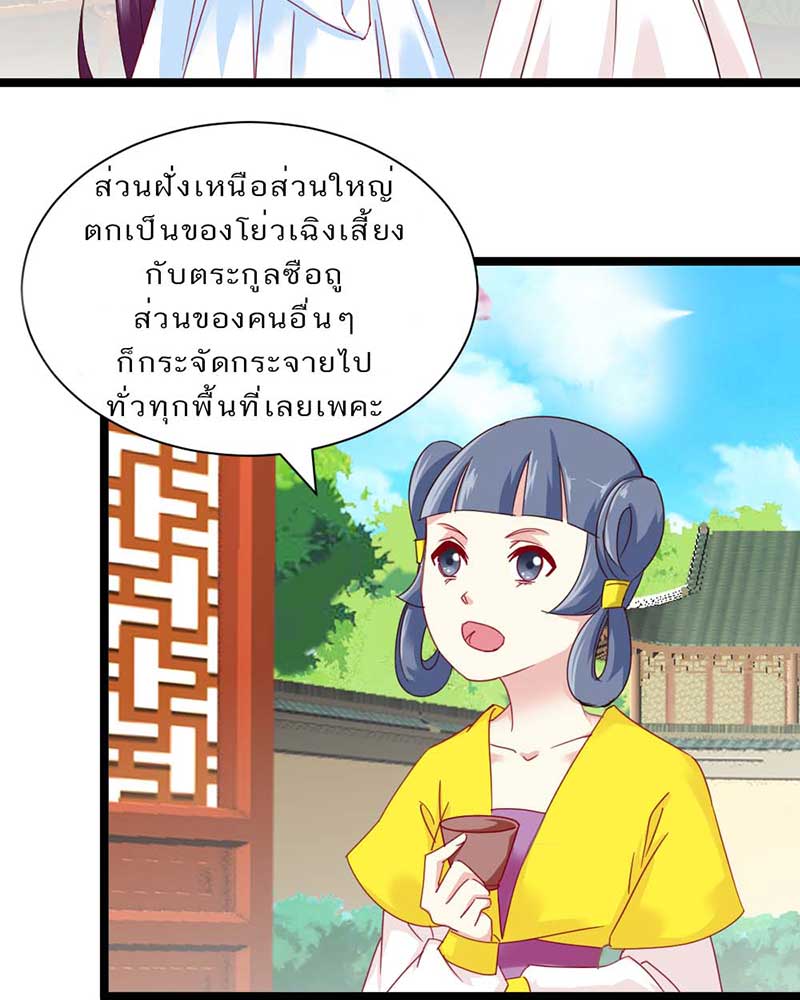 ส่วนฝั่งเหนือส่วนใหญ่
ตกเป็นของโย่วเฉิงเสี้ยง
กับตระกูลซือถู
ส่วนของคนอื่นๆ
ก็กระจัดกระจายไป
ทั่วทุกพื้นที่เลยเพคะ